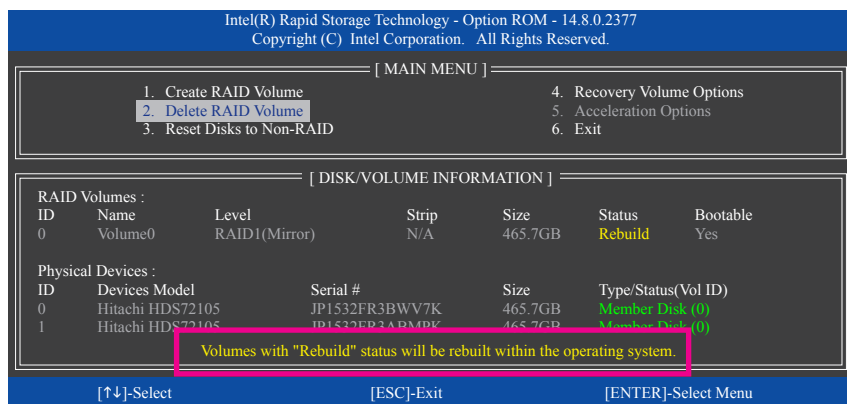 Intel(R) Rapid Storage Technology - Option ROM - 14.8.0.2377
Copyright (C) Intel Corporation. All Rights Reserved.
[ MAIN MENU ]
1. Create RAID Volume
2. Delete RAID Volume
3. Reset Disks to Non-RAID
4. Recovery Volume Options
5. Acceleration Options
6. Exit
[ DISK/VOLUME INFORMATION ]
RAID Volumes :
ID Name Level Strip Size Status Bootable
0 Volume0 RAID1(Mirror) N/A 465.7GB Rebuild Yes
Physical Devices :
ID Devices Model Serial # Size Type/Status(Vol ID)
0 Hitachi HDS72105 JP1532FR3BWV7K 465.7GB Member Disk (0)
1 Hitachi HDS72105 JP1532FR3ABMPK 465.7GB Member Disk (0)
Volumes with "Rebuild" status will be rebuilt within the operating system.
[↑↓]-Select [ESC]-Exit [ENTER]-Select Menu